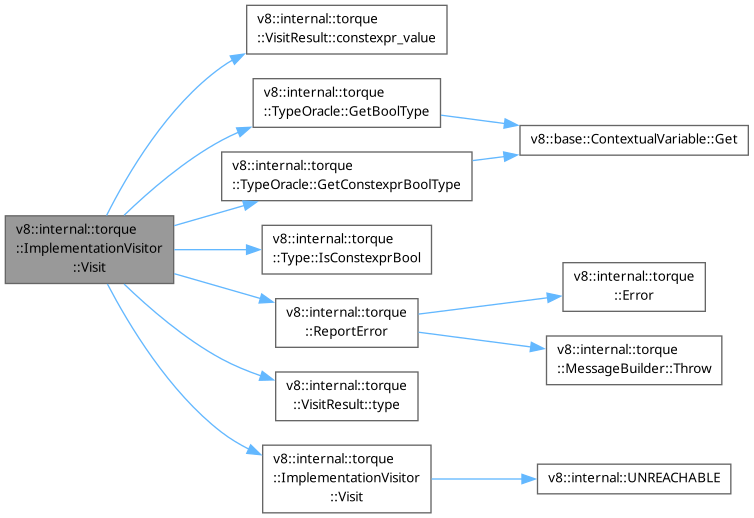 v8::internal::torque
::VisitResult::constexpr_value
v8::internal::torque
::TypeOracle::GetBoolType
v8::base::ContextualVariable::Get
v8::internal::torque
::TypeOracle::GetConstexprBoolType
v8::internal::torque
::ImplementationVisitor
::Visit
v8::internal::torque
::Type::IsConstexprBool
v8::internal::torque
::Error
v8::internal::torque
::ReportError
v8::internal::torque
::MessageBuilder::Throw
v8::internal::torque
::VisitResult::type
v8::internal::torque
::ImplementationVisitor
::Visit
v8::internal::UNREACHABLE